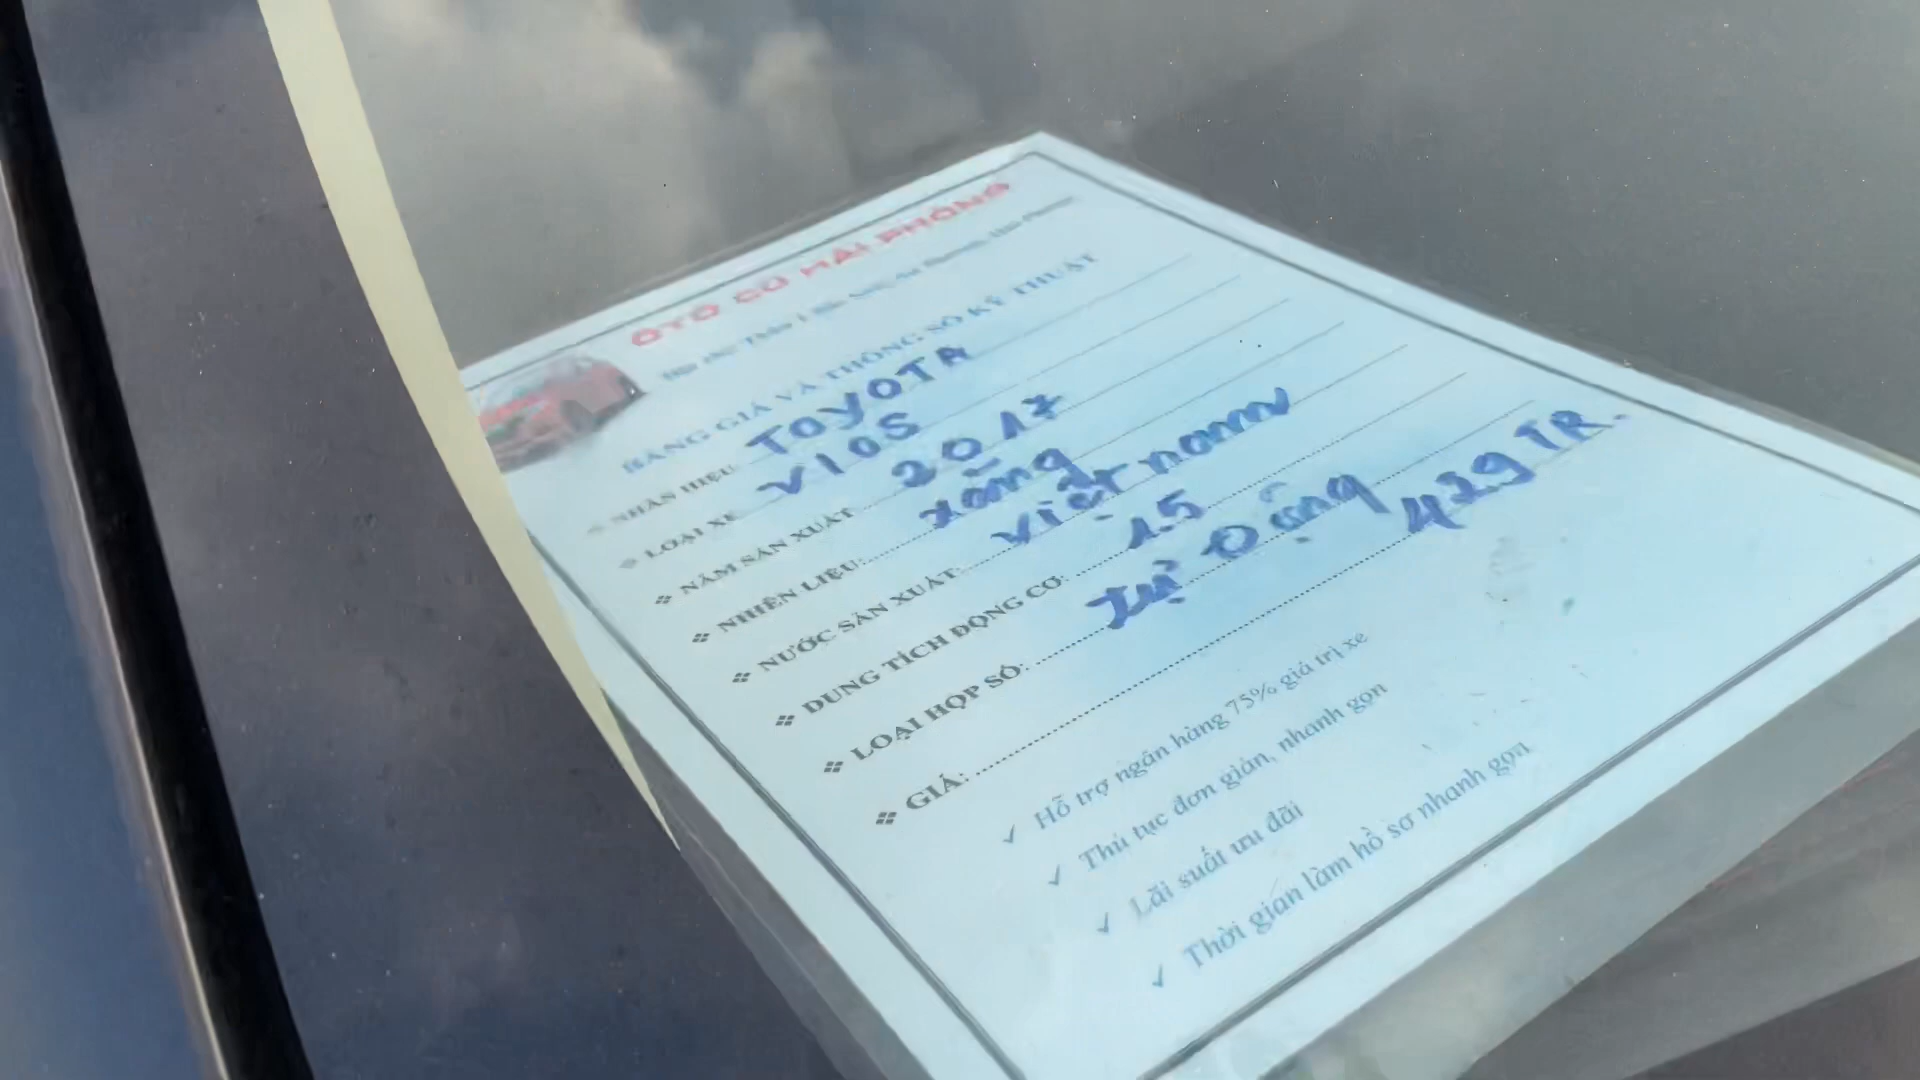 ÔTÔ CŨ HẢI PHÒNG
BẢNG GIÁ VÀ THÔNG SỐ KỸ THUẬT
❖ NHÃN HIỆU: TOYOTA
❖ LOẠI XE VIOS
❖ NĂM SẢN XUẤT 2017
❖ NHIÊN LIỆU: xăng
❖ NƯỚC SẢN XUẤT: việt nam
❖ DUNG TÍCH ĐỘNG CƠ: 1.5
❖ LOẠI HỘP SỐ: tự Động
❖ GIÁ: 429 TR.
✓ Hỗ trợ ngân hàng 75% giá trị xe
✓ Thủ tục đơn giản, nhanh gọn
✓ Lãi suất ưu đãi
✓ Thời gian làm hồ sơ nhanh gọn